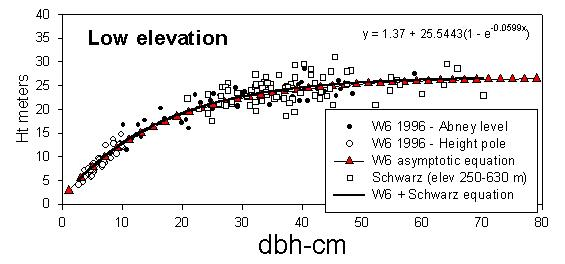 Low elevation
y = 1.37 + 25.5443(1 - e^-0.0599x)
Ht meters
40
35
30
25
20
15
10
5
0
W6 1996 - Abney level
W6 1996 - Height pole
W6 asymptotic equation
Schwarz (elev 250-630 m)
W6 + Schwarz equation
0 10 20 30 40 50 60 70 80
dbh-cm